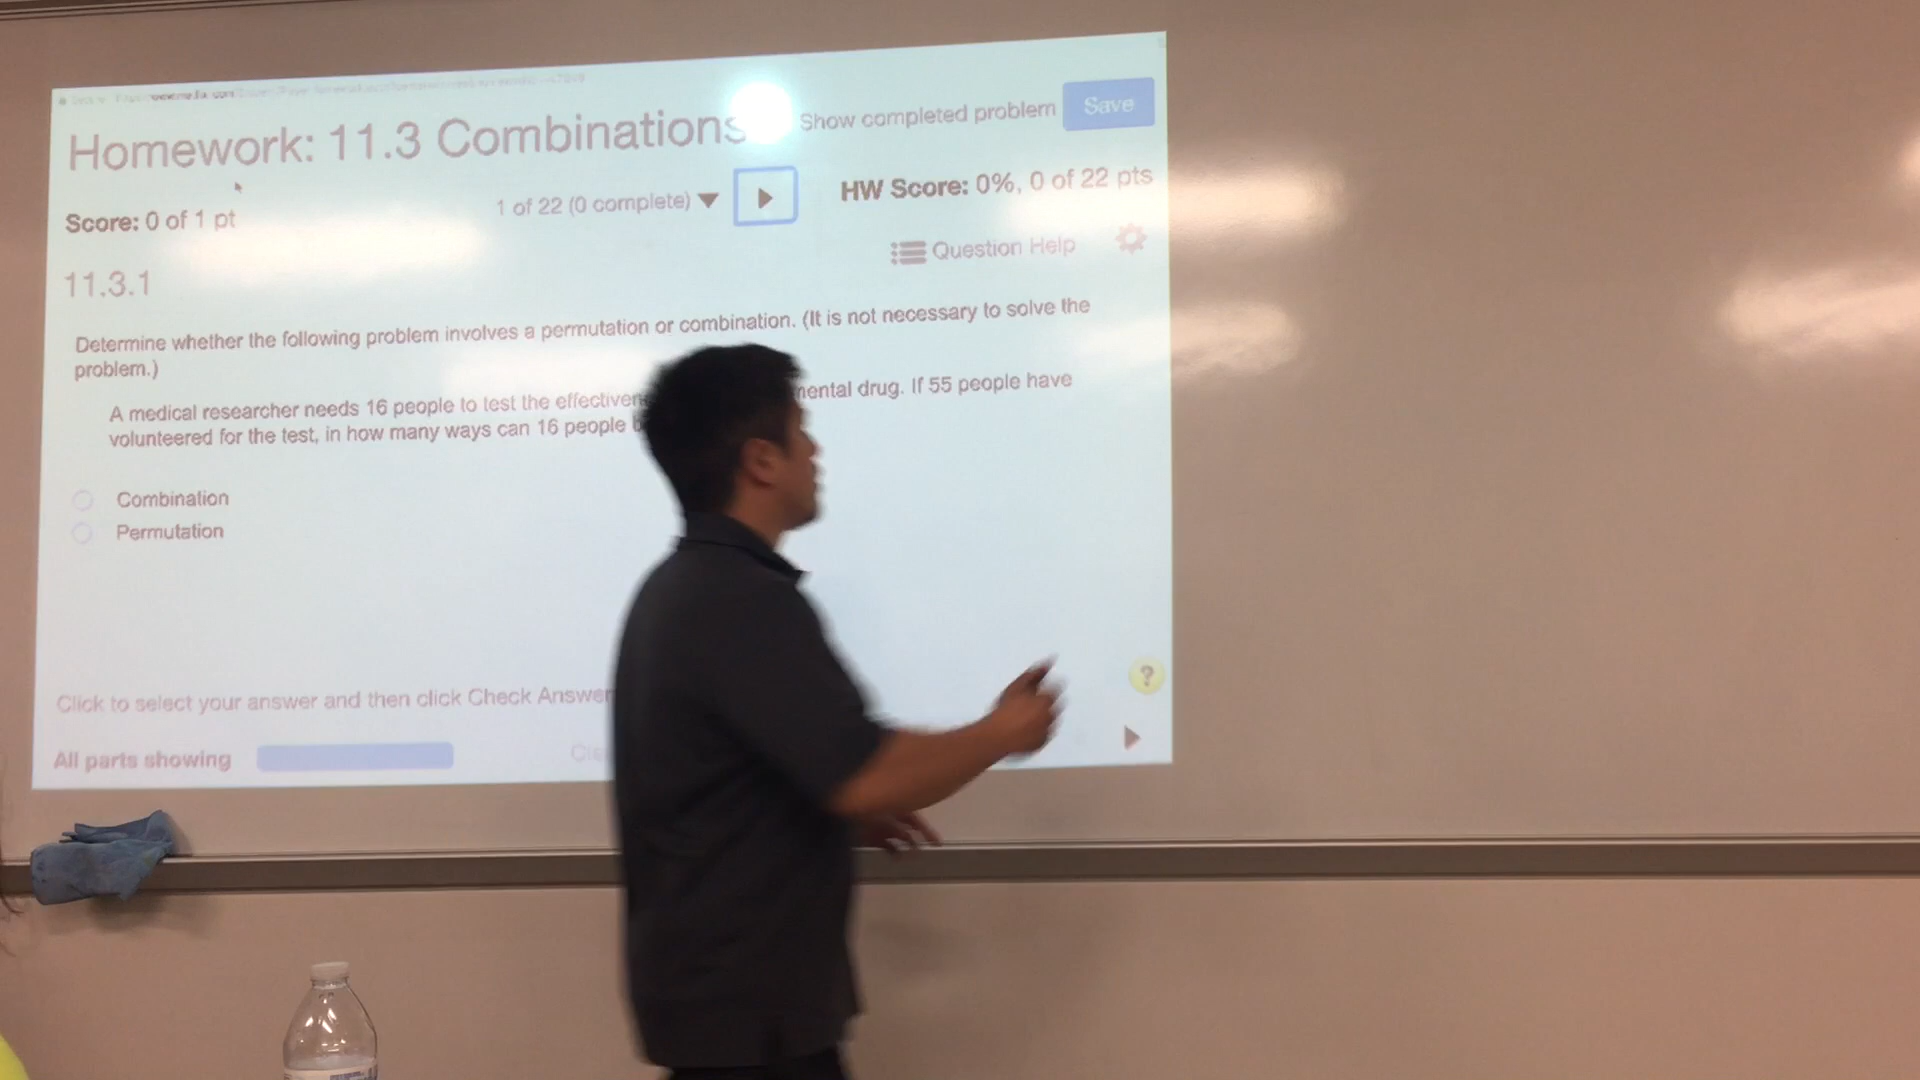 Homework: 11.3 Combinations
Show completed problem
Save
Score: 0 of 1 pt
1 of 22 (0 complete)
HW Score: 0%, 0 of 22 pts
Question Help
11.3.1
Determine whether the following problem involves a permutation or combination. (It is not necessary to solve the
problem.)
A medical researcher needs 16 people to test the drug. If 55 people have
volunteered for the test, in how many ways can 16 people
Combination
Permutation
Click to select your answer and then click Check Answer
?
All parts showing